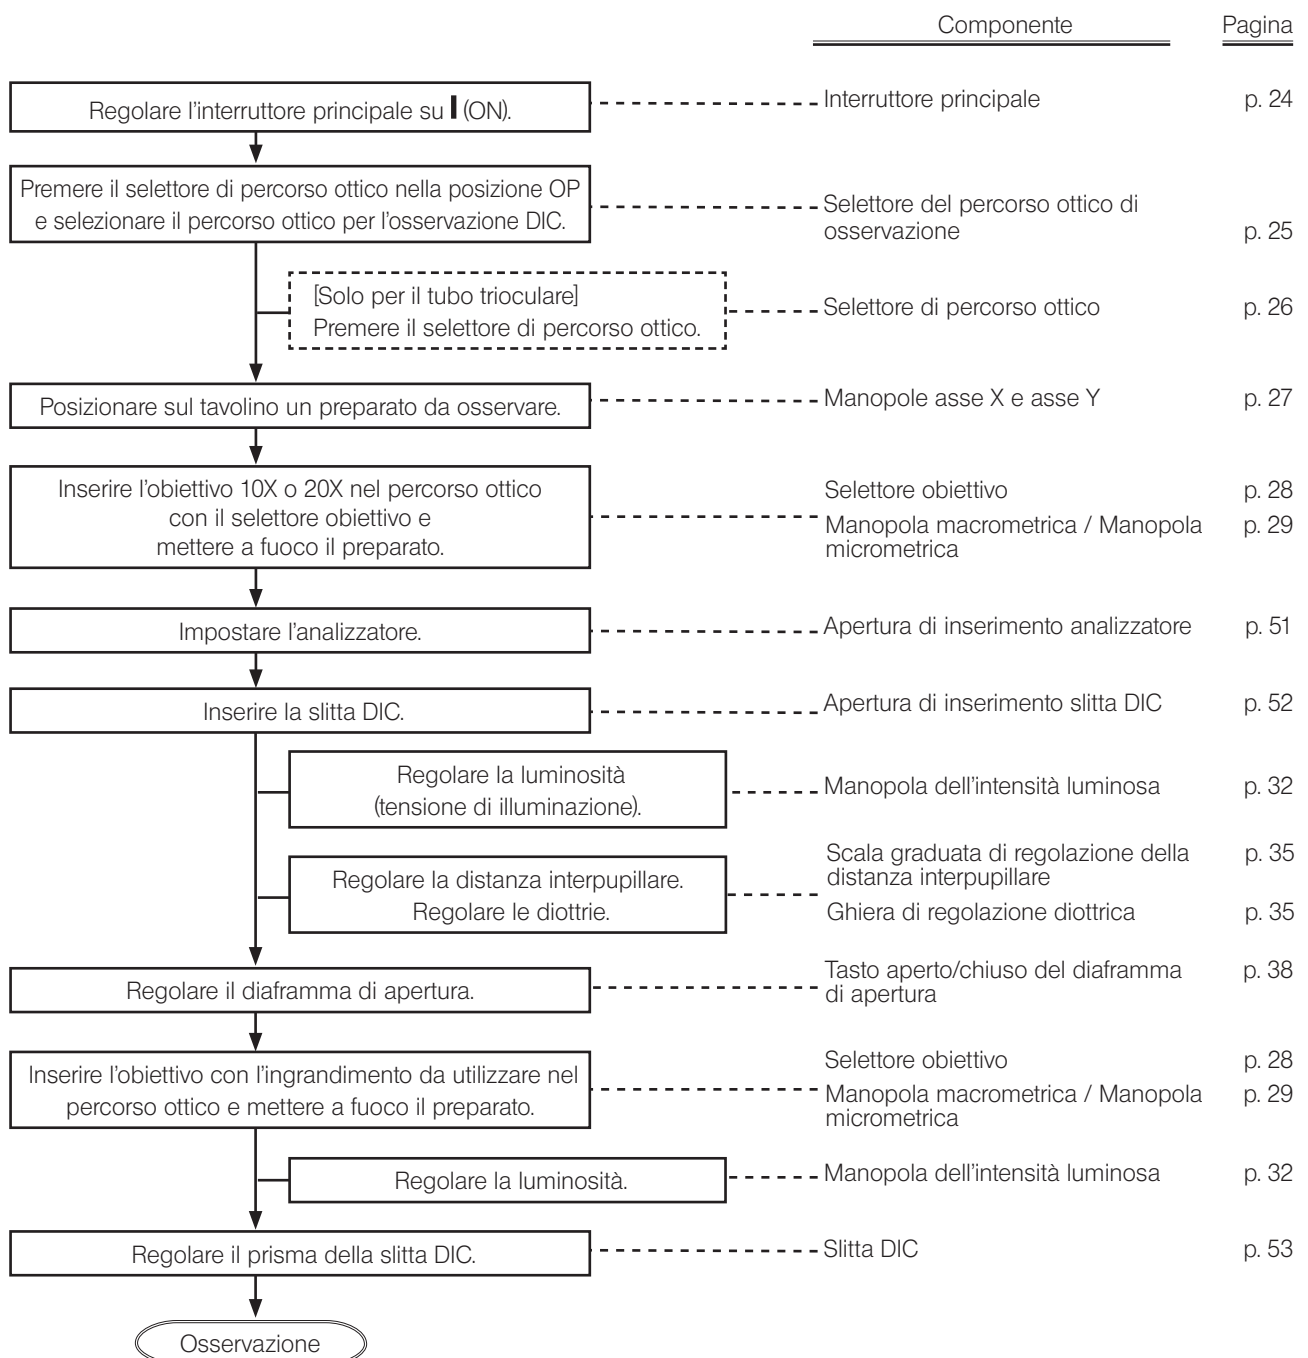 Componente Pagina
Regolare l'interruttore principale su I (ON). Interruttore principale p. 24
Premere il selettore di percorso ottico nella posizione OP
e selezionare il percorso ottico per l'osservazione DIC.
Selettore del percorso ottico di
osservazione p. 25
[Solo per il tubo trioculare]
Premere il selettore di percorso ottico.
Selettore di percorso ottico p. 26
Posizionare sul tavolino un preparato da osservare. Manopole asse X e asse Y p. 27
Inserire l'obiettivo 10X o 20X nel percorso ottico
con il selettore obiettivo e
mettere a fuoco il preparato.
Selettore obiettivo p. 28
Manopola macrometrica / Manopola p. 29
micrometrica
Impostare l'analizzatore. Apertura di inserimento analizzatore p. 51
Inserire la slitta DIC. Apertura di inserimento slitta DIC p. 52
Regolare la luminosità
(tensione di illuminazione).
Manopola dell'intensità luminosa p. 32
Regolare la distanza interpupillare.
Regolare le diottrie.
Scala graduata di regolazione della p. 35
distanza interpupillare
Ghiera di regolazione diottrica p. 35
Regolare il diaframma di apertura.
Tasto aperto/chiuso del diaframma p. 38
di apertura
Inserire l'obiettivo con l'ingrandimento da utilizzare nel
percorso ottico e mettere a fuoco il preparato.
Selettore obiettivo p. 28
Manopola macrometrica / Manopola p. 29
micrometrica
Regolare la luminosità. Manopola dell'intensità luminosa p. 32
Regolare il prisma della slitta DIC. Slitta DIC p. 53
Osservazione